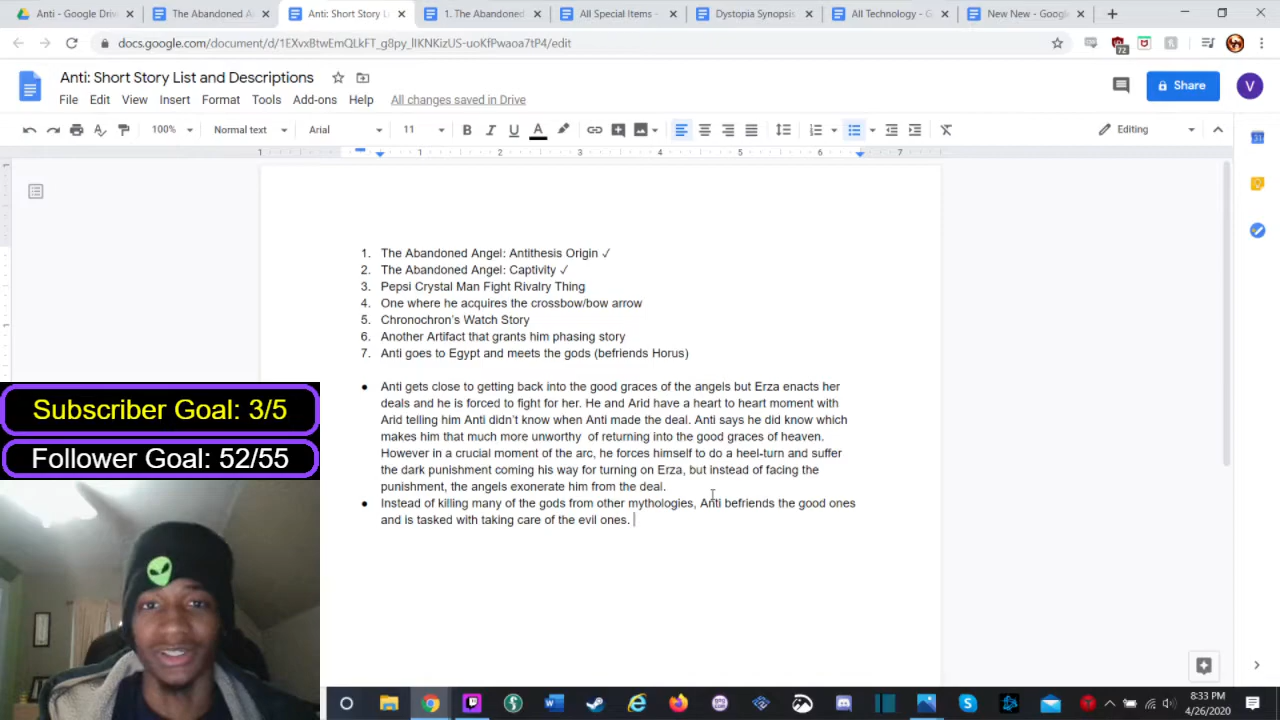 Anti - Google Driv
The Abandoned A
Anti: Short Story Li
1. The Abandoned
All Special Items -
Dystopia Synopsis
All Technology - G
New New - Google
docs.google.com/document/d/1EXvxBtwEmQLkFT_g8py_lIKNKizUS-uoKfPwaoa7tP4/edit
72
Anti: Short Story List and Descriptions
File Edit View Insert Format Tools Add-ons Help All changes saved in Drive
Share
V
100% Normal text Arial 11 B I U A Editing
1 1 2 3 4 5 6 7
31
1. The Abandoned Angel: Antithesis Origin ✓
2. The Abandoned Angel: Captivity ✓
3. Pepsi Crystal Man Fight Rivalry Thing
4. One where he acquires the crossbow/bow arrow
5. Chronochron's Watch Story
6. Another Artifact that grants him phasing story
7. Anti goes to Egypt and meets the gods (befriends Horus)
● Anti gets close to getting back into the good graces of the angels but Erza enacts her
deals and he is forced to fight for her. He and Arid have a heart to heart moment with
Arid telling him Anti didn't know when Anti made the deal. Anti says he did know which
makes him that much more unworthy of returning into the good graces of heaven.
However in a crucial moment of the arc, he forces himself to do a heel-turn and suffer
the dark punishment coming his way for turning on Erza, but instead of facing the
punishment, the angels exonerate him from the deal.
● Instead of killing many of the gods from other mythologies, Anti befriends the good ones
and is tasked with taking care of the evil ones.
Subscriber Goal: 3/5
Follower Goal: 52/55
8:33 PM
4/26/2020